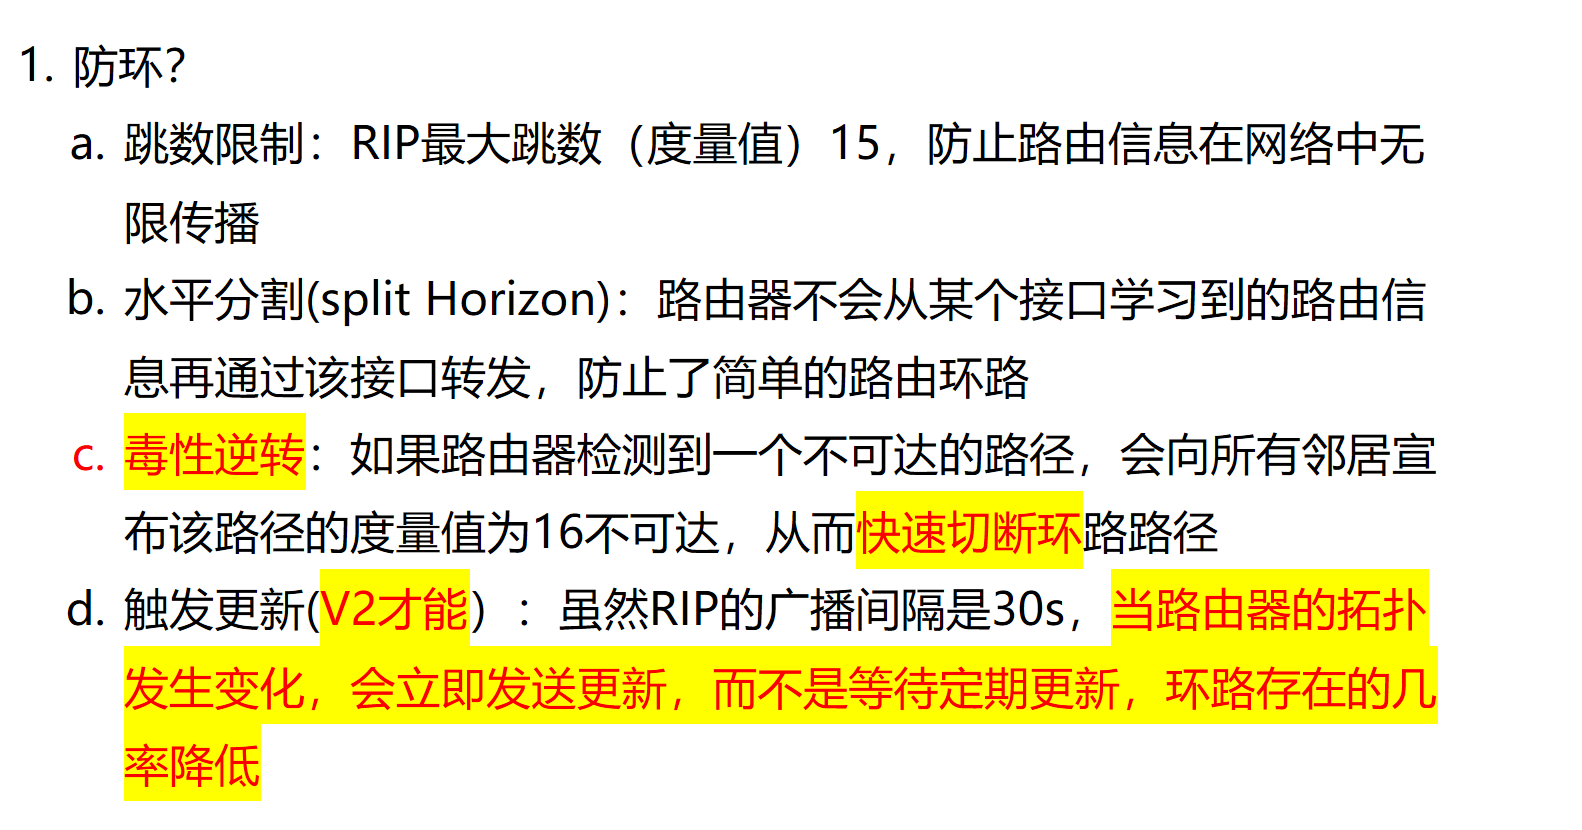 1. 防环？
a. 跳数限制：RIP最大跳数（度量值）15，防止路由信息在网络中无
限传播
b. 水平分割(split Horizon)：路由器不会从某个接口学习到的路由信
息再通过该接口转发，防止了简单的路由环路
c. 毒性逆转：如果路由器检测到一个不可达的路径，会向所有邻居宣
布该路径的度量值为16不可达，从而快速切断环路路径
d. 触发更新(V2才能）：虽然RIP的广播间隔是30s，当路由器的拓扑
发生变化，会立即发送更新，而不是等待定期更新，环路存在的几
率降低